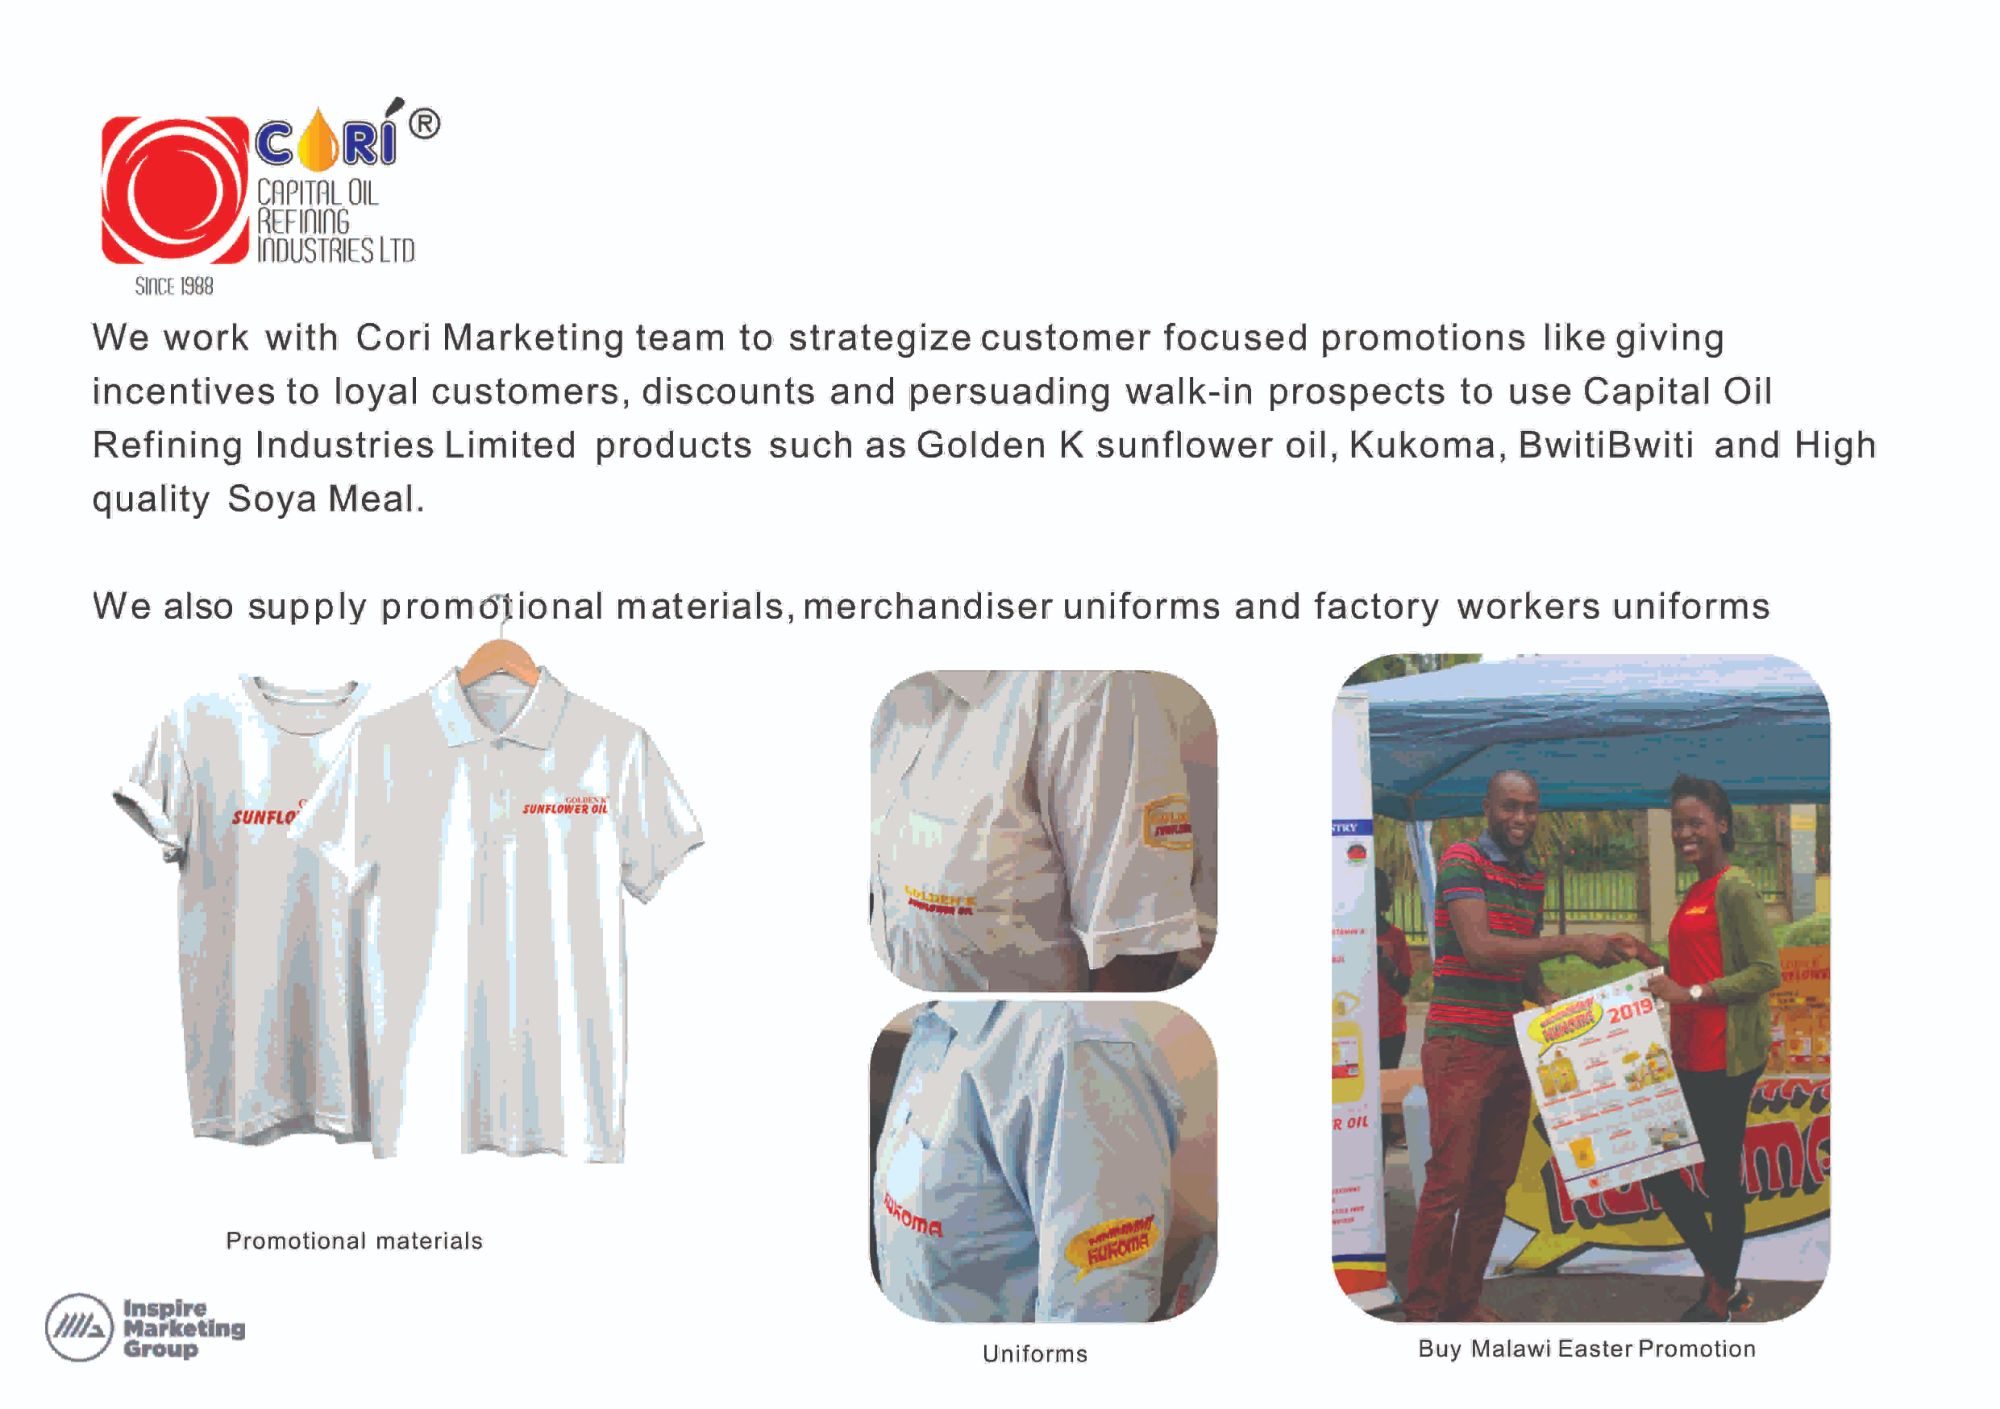 CORÍ®
CAPITAL OIL
REFINING
INDUSTRIES LTD
SINCE 1988
We work with Cori Marketing team to strategize customer focused promotions like giving
incentives to loyal customers, discounts and persuading walk-in prospects to use Capital Oil
Refining Industries Limited products such as Golden K sunflower oil, Kukoma, BwitiBwiti and High
quality Soya Meal.
We also supply promotional materials, merchandiser uniforms and factory workers uniforms
SUNFLO
GOLDEN K
SUNFLOWER OIL
GOLDEN K
SUNFLOWER OIL
KUKOMA
KUKOMA
STRY
2019
R OIL
Promotional materials
Uniforms
Buy Malawi Easter Promotion
Inspire
Marketing
Group